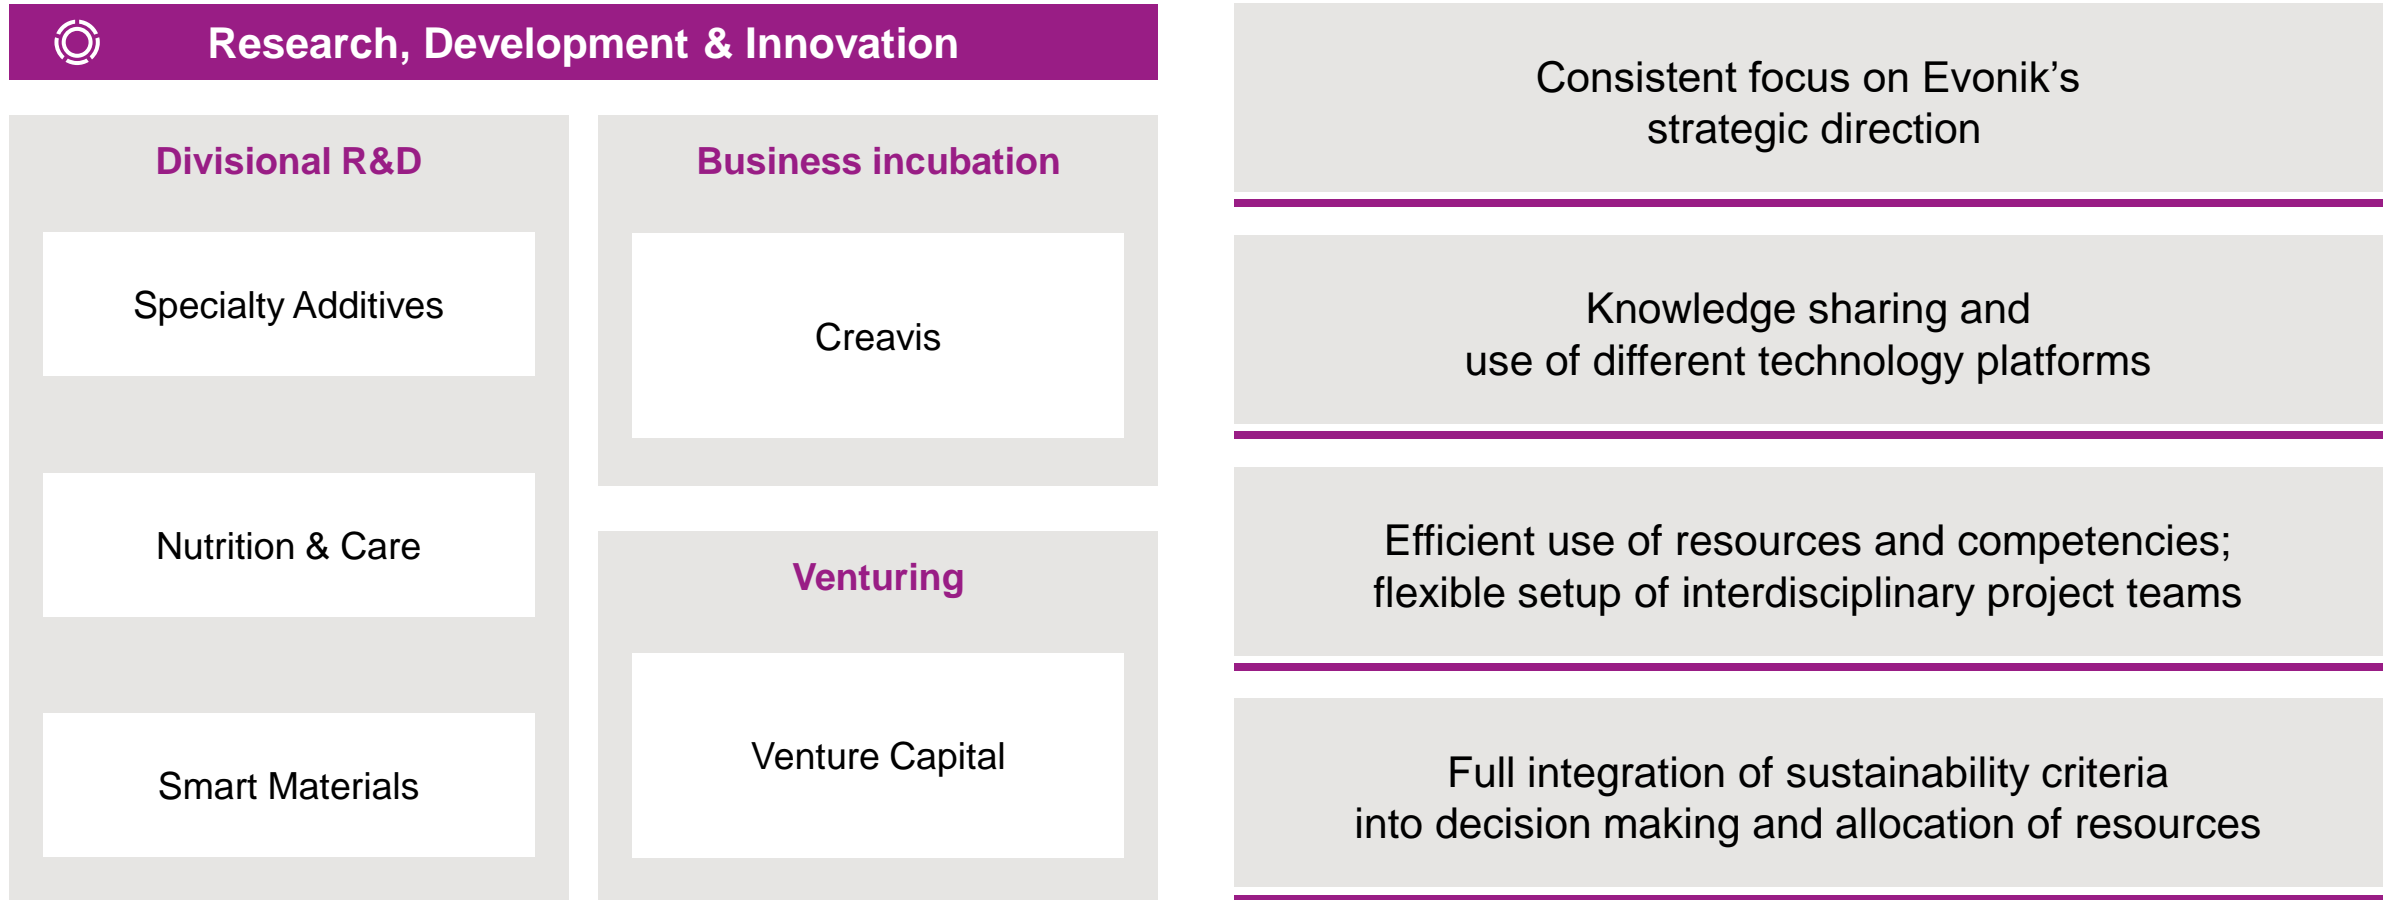 Research, Development & Innovation
Divisional R&D
Specialty Additives
Nutrition & Care
Smart Materials
Business incubation
Creavis
Venturing
Venture Capital
Consistent focus on Evonik’s
strategic direction
Knowledge sharing and
use of different technology platforms
Efficient use of resources and competencies;
flexible setup of interdisciplinary project teams
Full integration of sustainability criteria
into decision making and allocation of resources